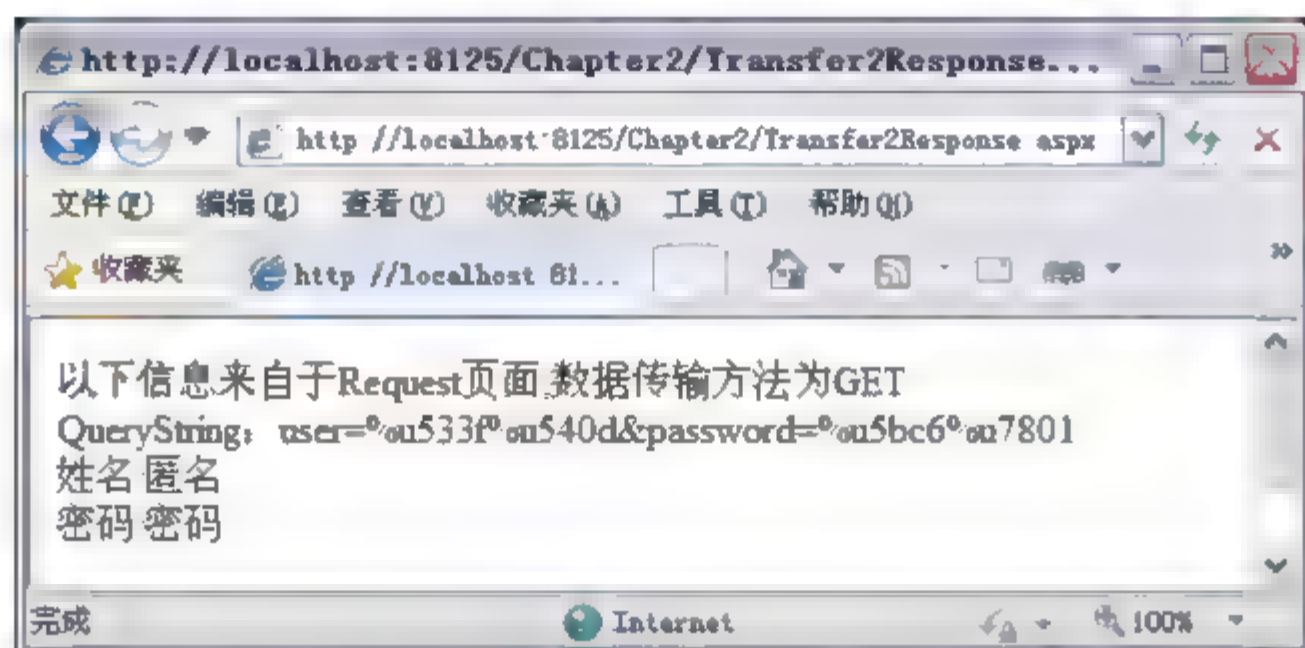 http://localhost:8125/Chapter2/Transfer2Response...
http //localhost:8125/Chapter2/Transfer2Response aspx
文件(F) 编辑(E) 查看(V) 收藏夹(A) 工具(T) 帮助(H)
收藏夹 http //localhost 81...
以下信息来自于Request页面,数据传输方法为GET
QueryString: user=%u533f%u540d&password=%u5bc6%u7801
姓名 匿名
密码 密码
完成 Internet 100%